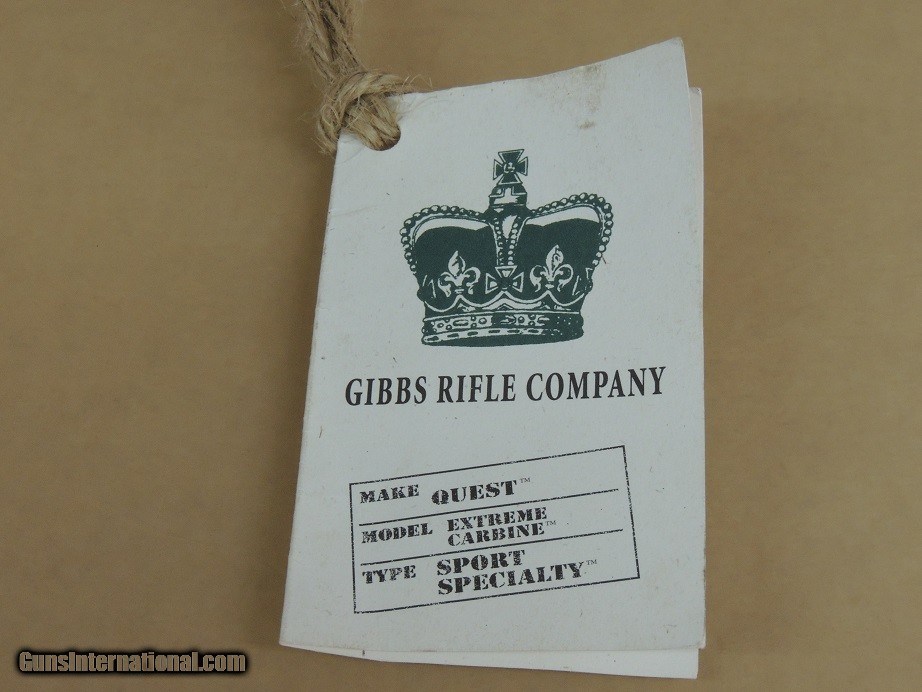 GIBBS RIFLE COMPANY
MAKE QUEST™
MODEL EXTREME
CARBINE™
TYPE SPORT
SPECIALTY™
GunsInternational.com